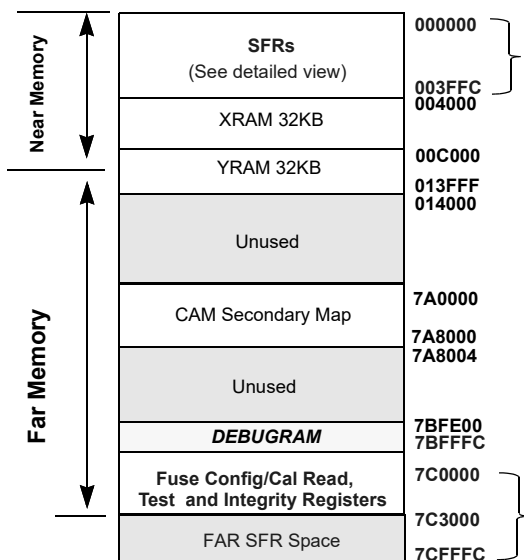 000000
SFRs
(See detailed view)
003FFC
Near Memory
004000
XRAM 32KB
00C000
YRAM 32KB
013FFF
014000
Unused
7A0000
CAM Secondary Map
7A8000
7A8004
Far Memory
Unused
7BFE00
DEBUGRAM
7BFFFC
7C0000
Fuse Config/Cal Read,
Test and Integrity Registers
7C3000
FAR SFR Space
7CFFFC